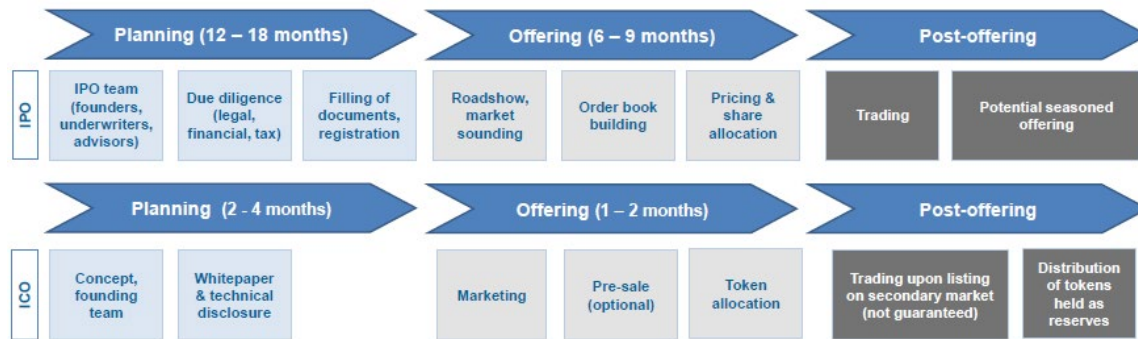 Planning (12 – 18 months)
Offering (6 – 9 months)
Post-offering
IPO
IPO team
(founders,
underwriters,
advisors)
Due diligence
(legal,
financial, tax)
Filling of
documents,
registration
Roadshow,
market
sounding
Order book
building
Pricing &
share
allocation
Trading
Potential seasoned
offering
Planning (2 - 4 months)
Offering (1 – 2 months)
Post-offering
ICO
Concept,
founding
team
Whitepaper
& technical
disclosure
Marketing
Pre-sale
(optional)
Token
allocation
Trading upon listing
on secondary market
(not guaranteed)
Distribution
of tokens
held as
reserves